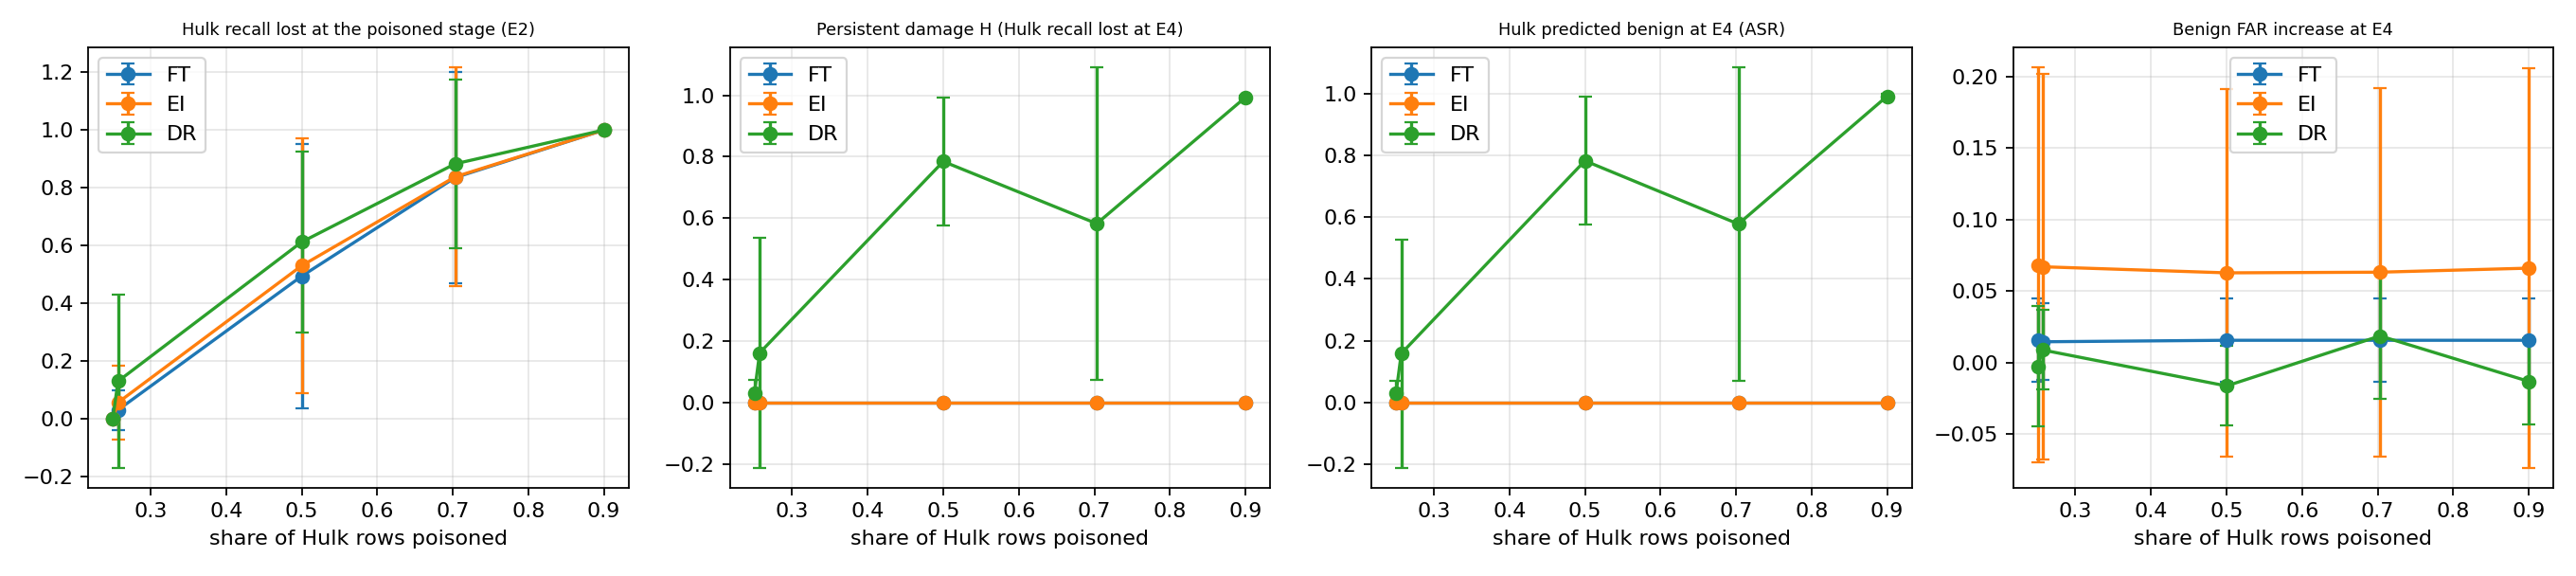 Hulk recall lost at the poisoned stage (E2)
1.2
1.0
0.8
0.6
0.4
0.2
0.0
−0.2
FT
EI
DR
0.3 0.4 0.5 0.6 0.7 0.8 0.9
share of Hulk rows poisoned
Persistent damage H (Hulk recall lost at E4)
1.0
0.8
0.6
0.4
0.2
0.0
−0.2
FT
EI
DR
0.3 0.4 0.5 0.6 0.7 0.8 0.9
share of Hulk rows poisoned
Hulk predicted benign at E4 (ASR)
1.0
0.8
0.6
0.4
0.2
0.0
−0.2
FT
EI
DR
0.3 0.4 0.5 0.6 0.7 0.8 0.9
share of Hulk rows poisoned
Benign FAR increase at E4
0.20
0.15
0.10
0.05
0.00
−0.05
FT
EI
DR
0.3 0.4 0.5 0.6 0.7 0.8 0.9
share of Hulk rows poisoned